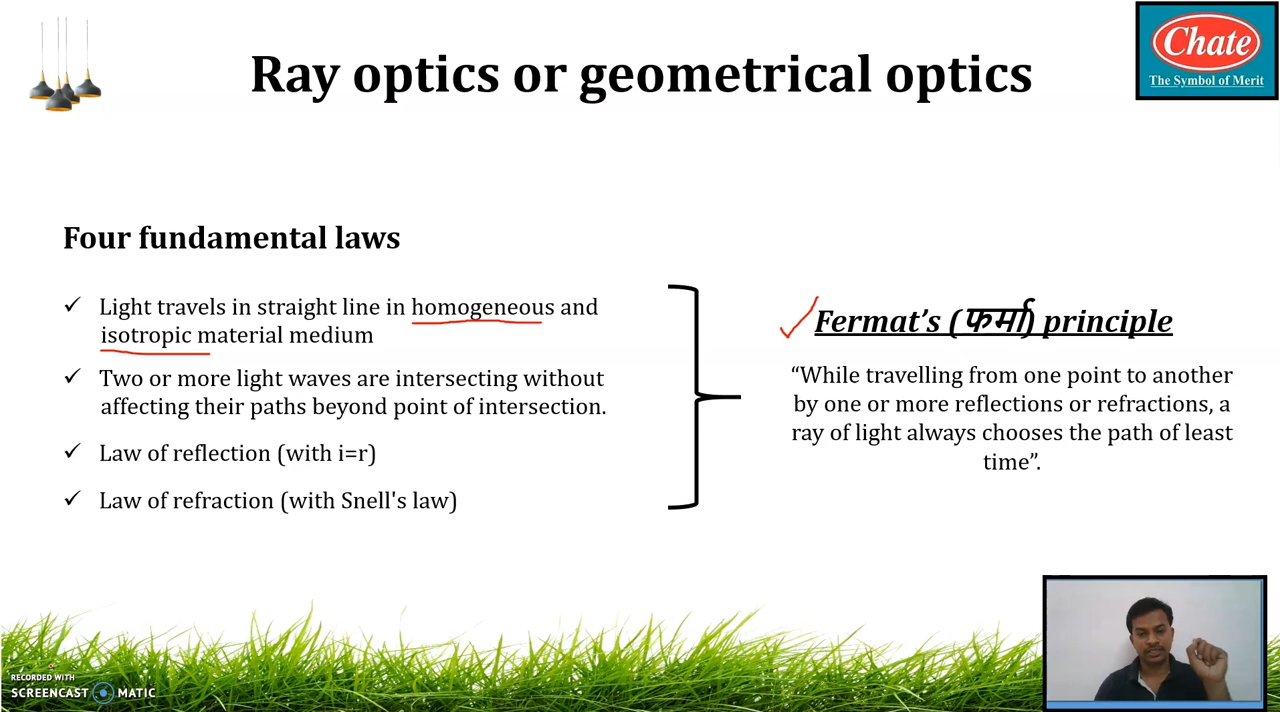 Chate
The Symbol of Merit
Ray optics or geometrical optics
Four fundamental laws
Light travels in straight line in homogeneous and
isotropic material medium
Two or more light waves are intersecting without
affecting their paths beyond point of intersection.
Law of reflection (with i=r)
Law of refraction (with Snell's law)
Fermat’s (फर्मा) principle
“While travelling from one point to another
by one or more reflections or refractions, a
ray of light always chooses the path of least
time”.
RECORDED WITH
SCREENCAST MATIC